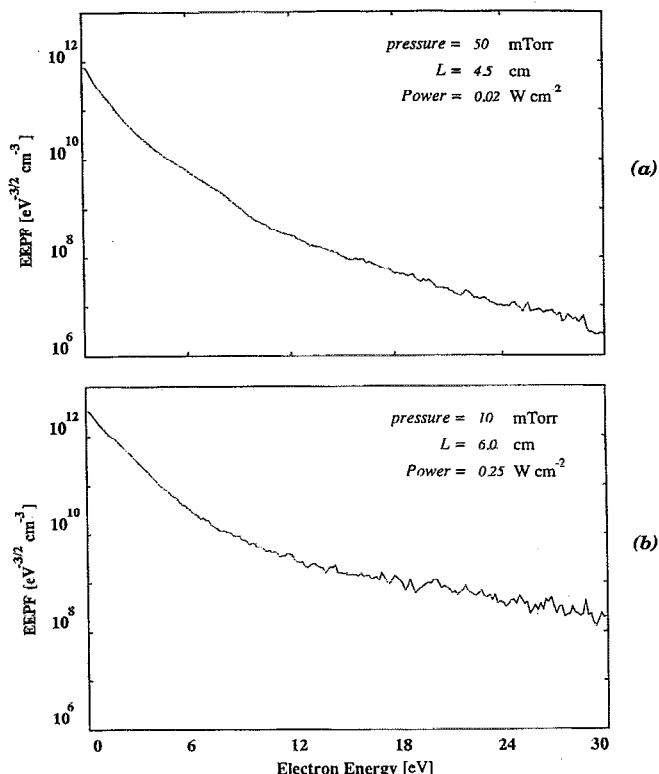 10^12
10^10
10^8
10^6
EEPF [eV^-3/2 cm^-3]
pressure = 50 mTorr
L = 4.5 cm
Power = 0.02 W cm^-2
(a)
10^12
10^10
10^8
10^6
EEPF [eV^-3/2 cm^-3]
pressure = 10 mTorr
L = 6.0 cm
Power = 0.25 W cm^-2
(b)
0 6 12 18 24 30
Electron Energy [eV]